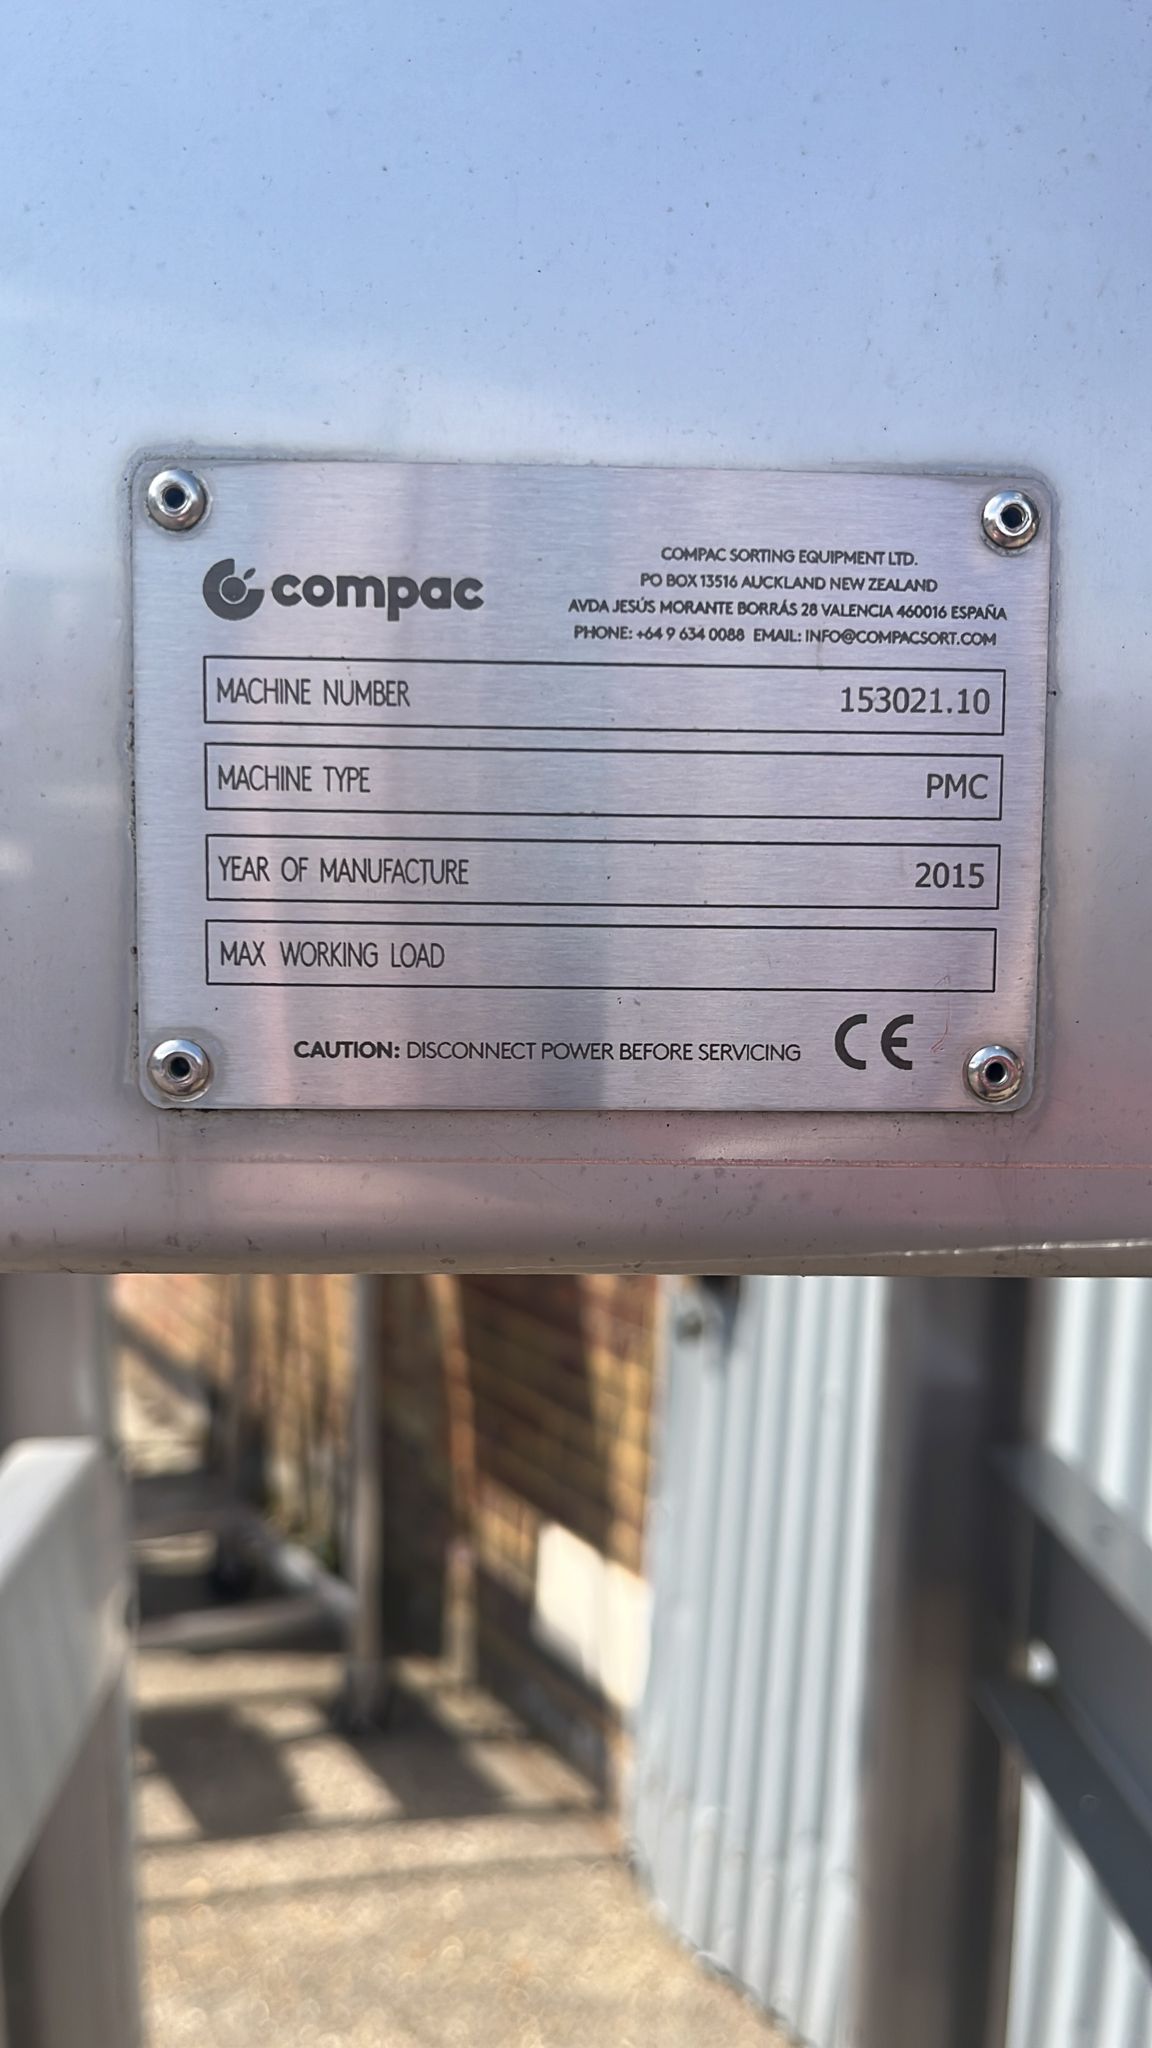 compac
COMPAC SORTING EQUIPMENT LTD.
PO BOX 13516 AUCKLAND NEW ZEALAND
AVDA JESÚS MORANTE BORRÁS 28 VALENCIA 460016 ESPAÑA
PHONE: +64 9 634 0088 EMAIL: INFO@COMPACSORT.COM
MACHINE NUMBER 153021.10
MACHINE TYPE PMC
YEAR OF MANUFACTURE 2015
MAX WORKING LOAD
CAUTION: DISCONNECT POWER BEFORE SERVICING CE